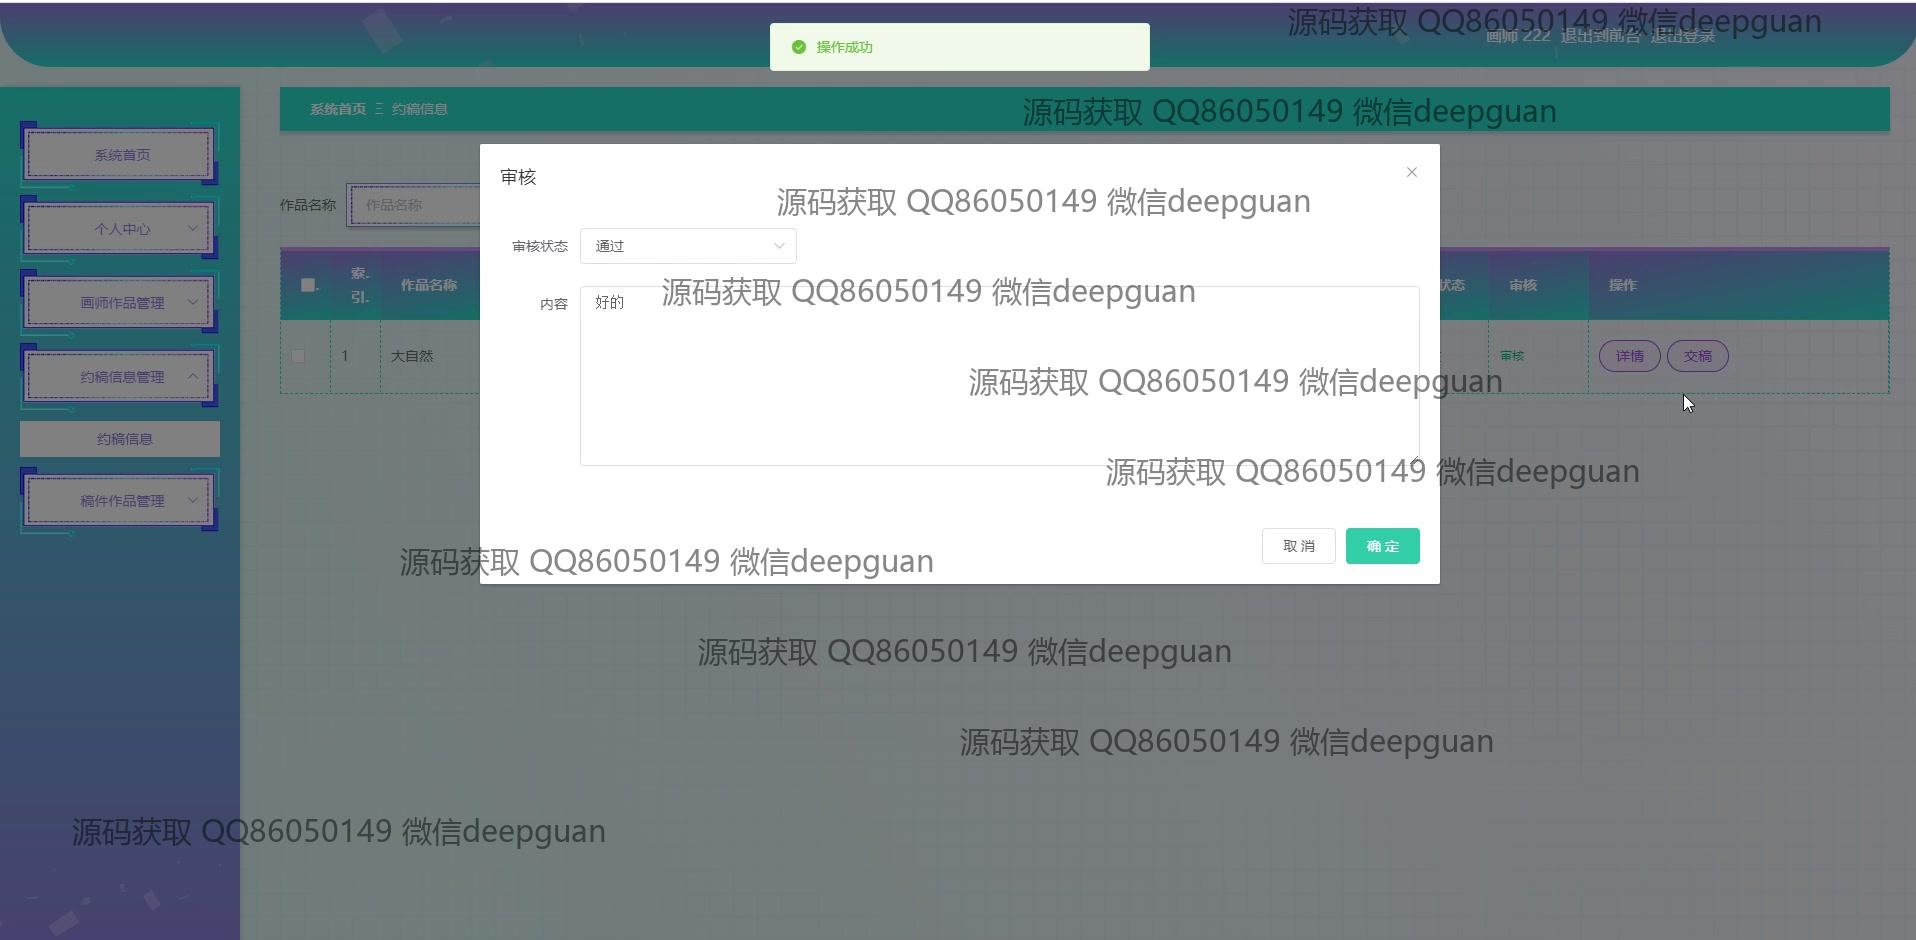 源码获取 QQ86050149 微信deepguan
画师 222 退出到前台 退出登录
操作成功
系统首页 Ξ 约稿信息
源码获取 QQ86050149 微信deepguan
系统首页
个人中心
画师作品管理
约稿信息管理
约稿信息
稿件作品管理
作品名称 作品名称
索引 作品名称 状态 审核 操作
1 大自然 审核 详情 交稿
审核
源码获取 QQ86050149 微信deepguan
审核状态 通过
源码获取 QQ86050149 微信deepguan
内容 好的
源码获取 QQ86050149 微信deepguan
源码获取 QQ86050149 微信deepguan
取消 确定
源码获取 QQ86050149 微信deepguan
源码获取 QQ86050149 微信deepguan
源码获取 QQ86050149 微信deepguan
源码获取 QQ86050149 微信deepguan